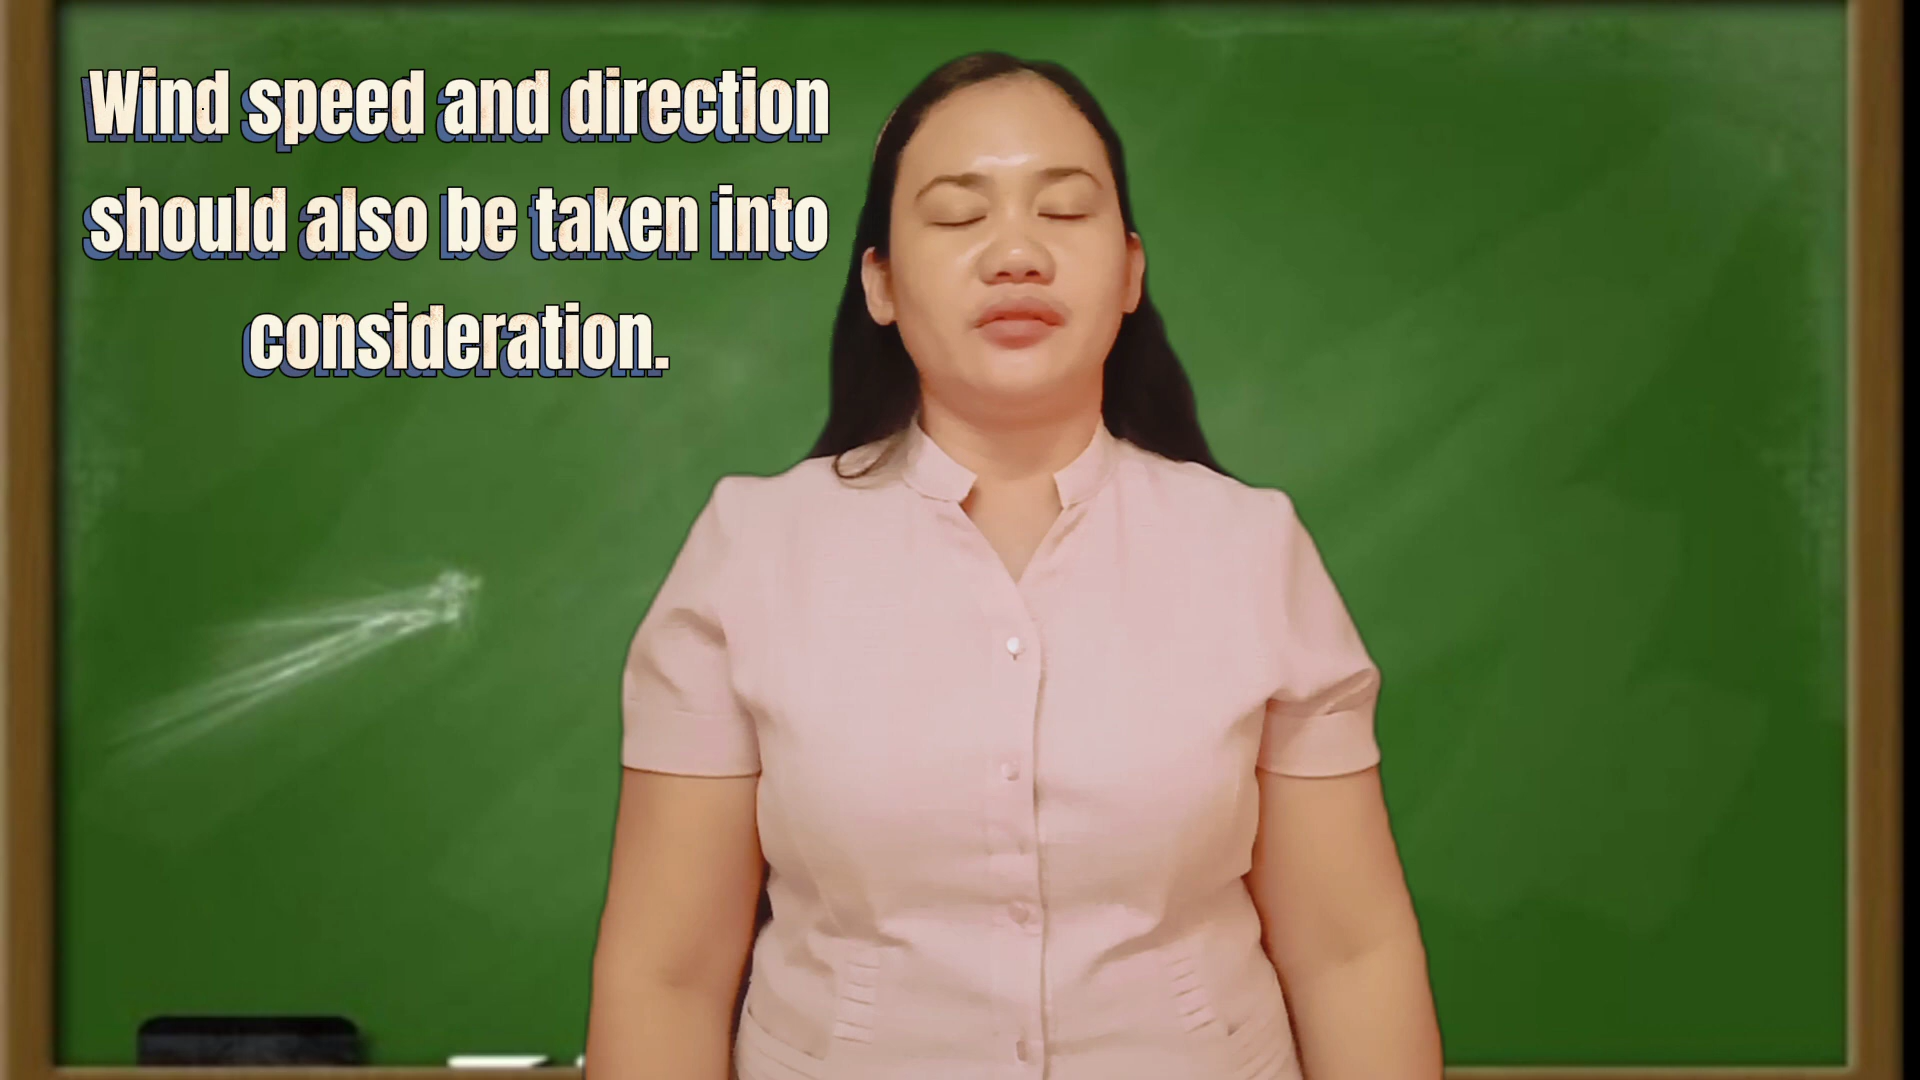 Wind speed and direction
should also be taken into
consideration.